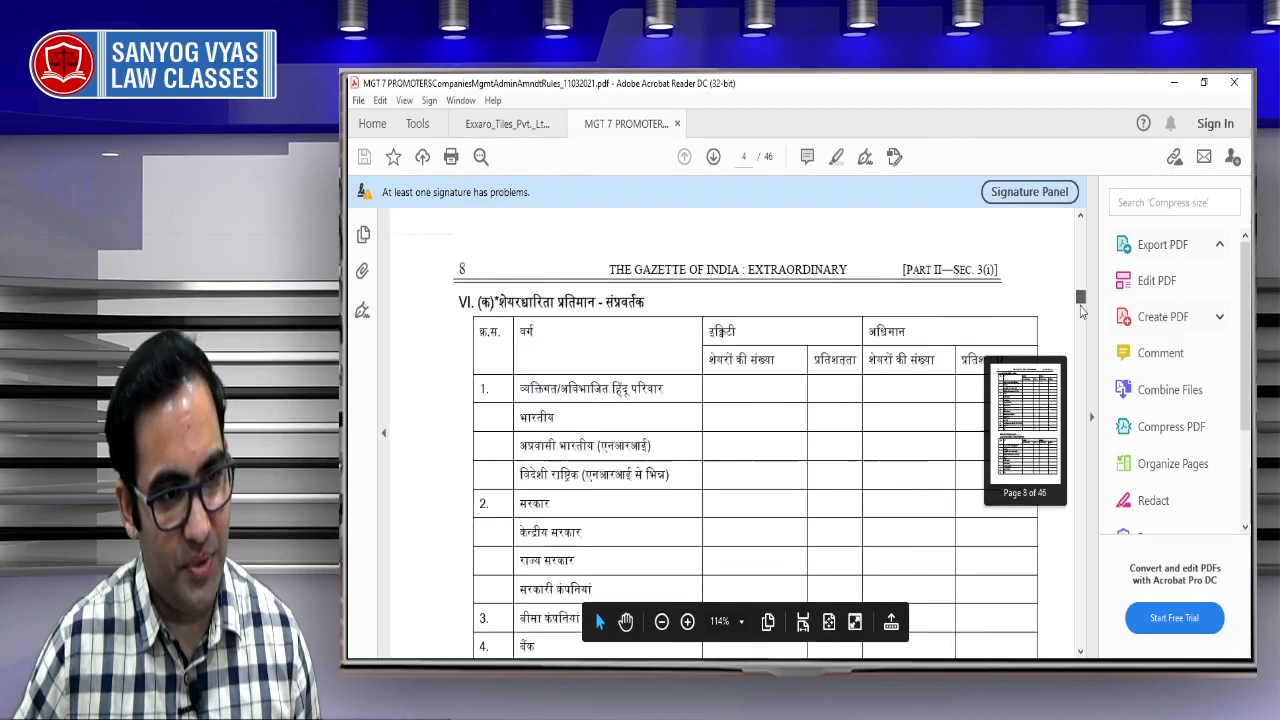 SANYOG VYAS
LAW CLASSES
MGT 7 PROMOTERSCompaniesMgmtAdminAmndtRules_11032021.pdf - Adobe Acrobat Reader DC (32-bit)
File Edit View Sign Window Help
Home Tools Exxaro_Tiles_Pvt._Lt... MGT 7 PROMOTER... ×
Sign In
4 / 46
At least one signature has problems.
Signature Panel
Search 'Compress size'
8 THE GAZETTE OF INDIA : EXTRAORDINARY [PART II—SEC. 3(i)]
VI. (क)*शेयरधारिता प्रतिमान - संप्रवर्तक
क्र.स. वर्ग इक्विटी अधिमान
शेयरों की संख्या प्रतिशतता शेयरों की संख्या
1. व्यक्तिगत/अविभाजित हिंदू परिवार
भारतीय
अप्रवासी भारतीय (एनआरआई)
विदेशी राष्ट्रिक (एनआरआई से भिन्न)
2. सरकार
केन्द्रीय सरकार
राज्य सरकार
सरकारी कंपनियां
3. बीमा कंपनियां
4. बैंक
Page 8 of 46
114%
Export PDF
Edit PDF
Create PDF
Comment
Combine Files
Compress PDF
Organize Pages
Redact
Convert and edit PDFs
with Acrobat Pro DC
Start Free Trial